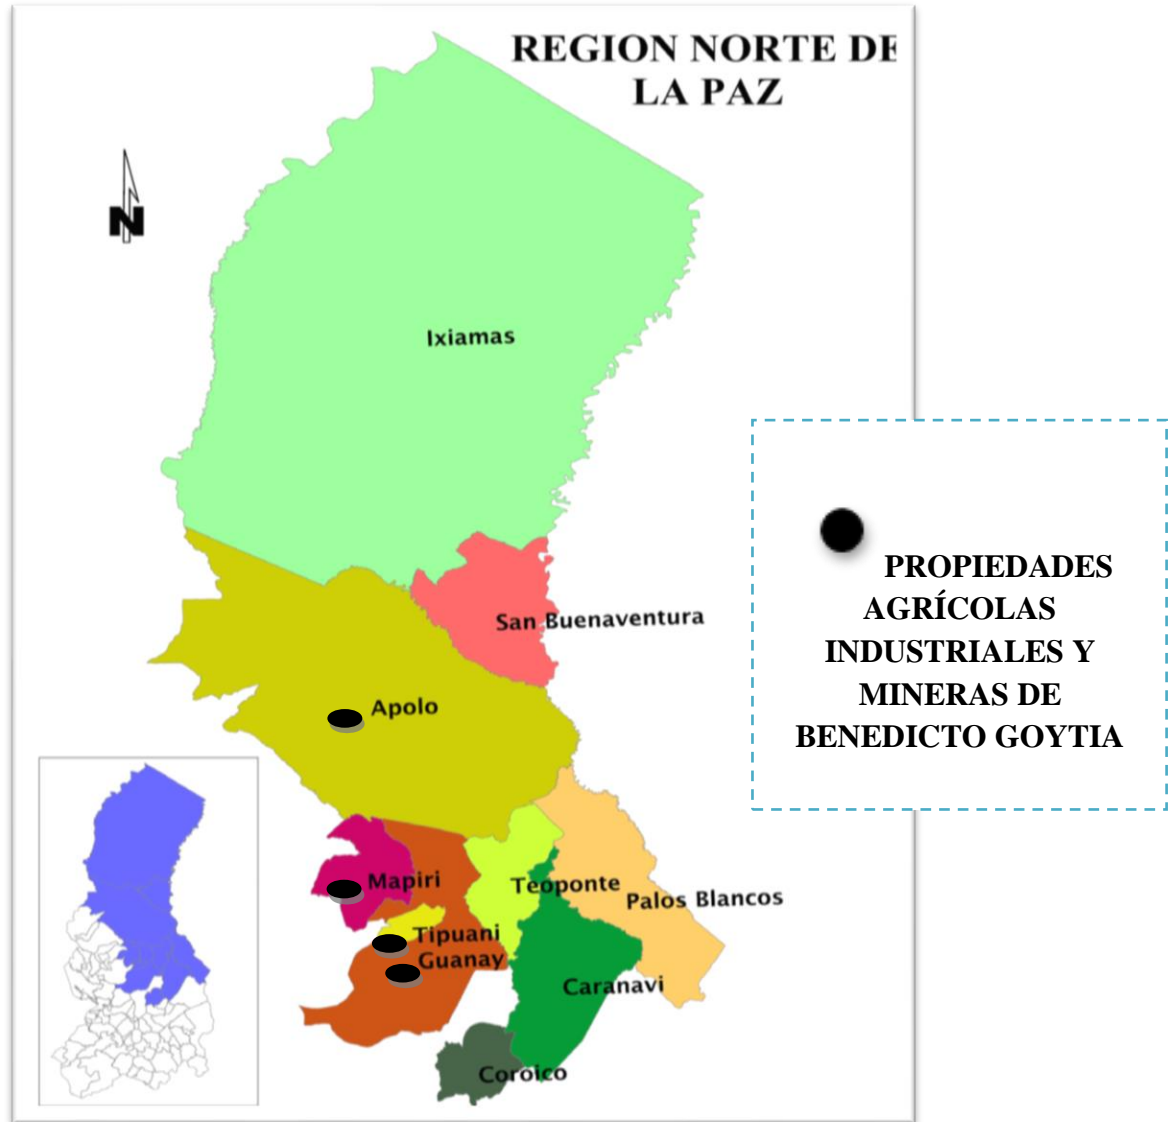 REGION NORTE DE
LA PAZ
N
Ixiamas
San Buenaventura
Apolo
Mapiri
Teoponte
Palos Blancos
Tipuani
Guanay
Caranavi
Coroico
PROPIEDADES
AGRÍCOLAS
INDUSTRIALES Y
MINERAS DE
BENEDICTO GOYTIA